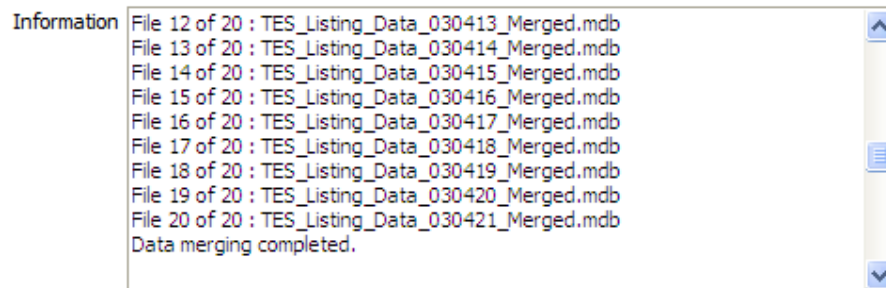 Information
File 12 of 20 : TES_Listing_Data_030413_Merged.mdb
File 13 of 20 : TES_Listing_Data_030414_Merged.mdb
File 14 of 20 : TES_Listing_Data_030415_Merged.mdb
File 15 of 20 : TES_Listing_Data_030416_Merged.mdb
File 16 of 20 : TES_Listing_Data_030417_Merged.mdb
File 17 of 20 : TES_Listing_Data_030418_Merged.mdb
File 18 of 20 : TES_Listing_Data_030419_Merged.mdb
File 19 of 20 : TES_Listing_Data_030420_Merged.mdb
File 20 of 20 : TES_Listing_Data_030421_Merged.mdb
Data merging completed.